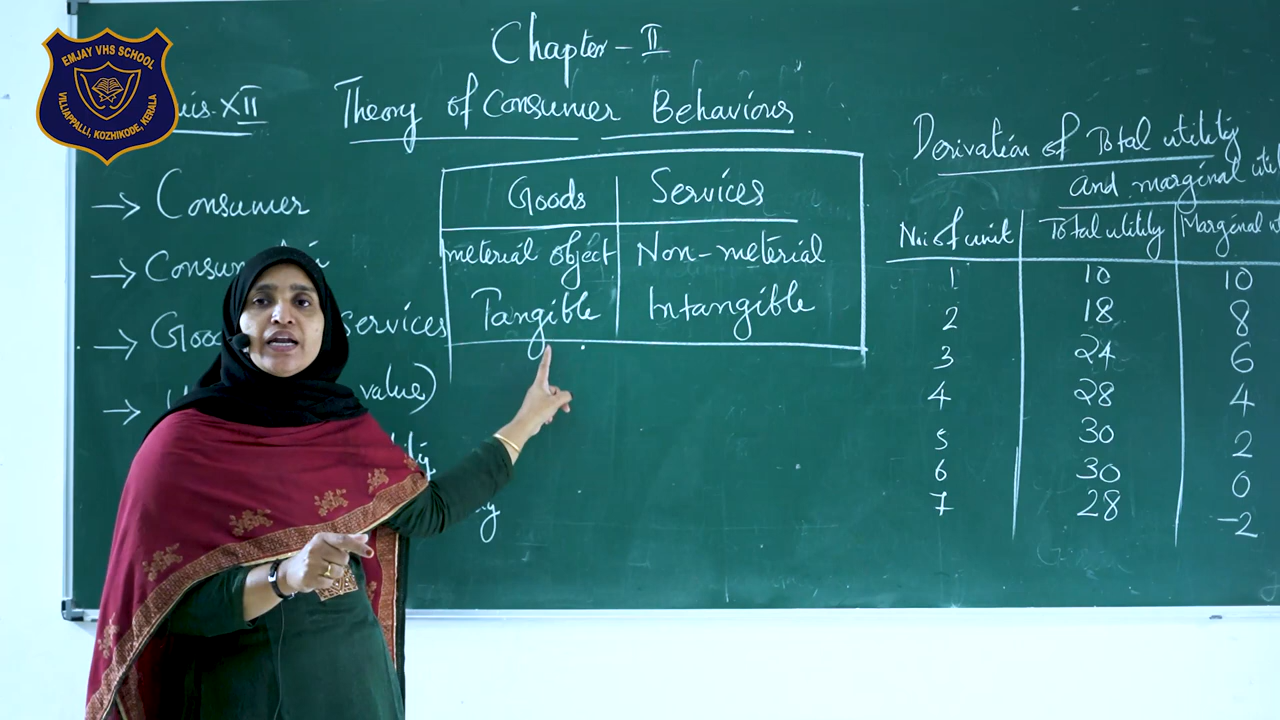 EMJAY VHS SCHOOL
VILLIAPPALLI, KOZHIKODE, KERALA
Chapter - II
XII
Theory of Consumer Behaviour
→ Consumer
→
→ services
→ value)
Goods Services
meterial object Non-meterial
Tangible Intangible
Derivation of Total utility
and marginal
No: of unit Total utility Marginal
1 10 10
2 18 8
3 24 6
4 28 4
5 30 2
6 30 0
7 28 -2